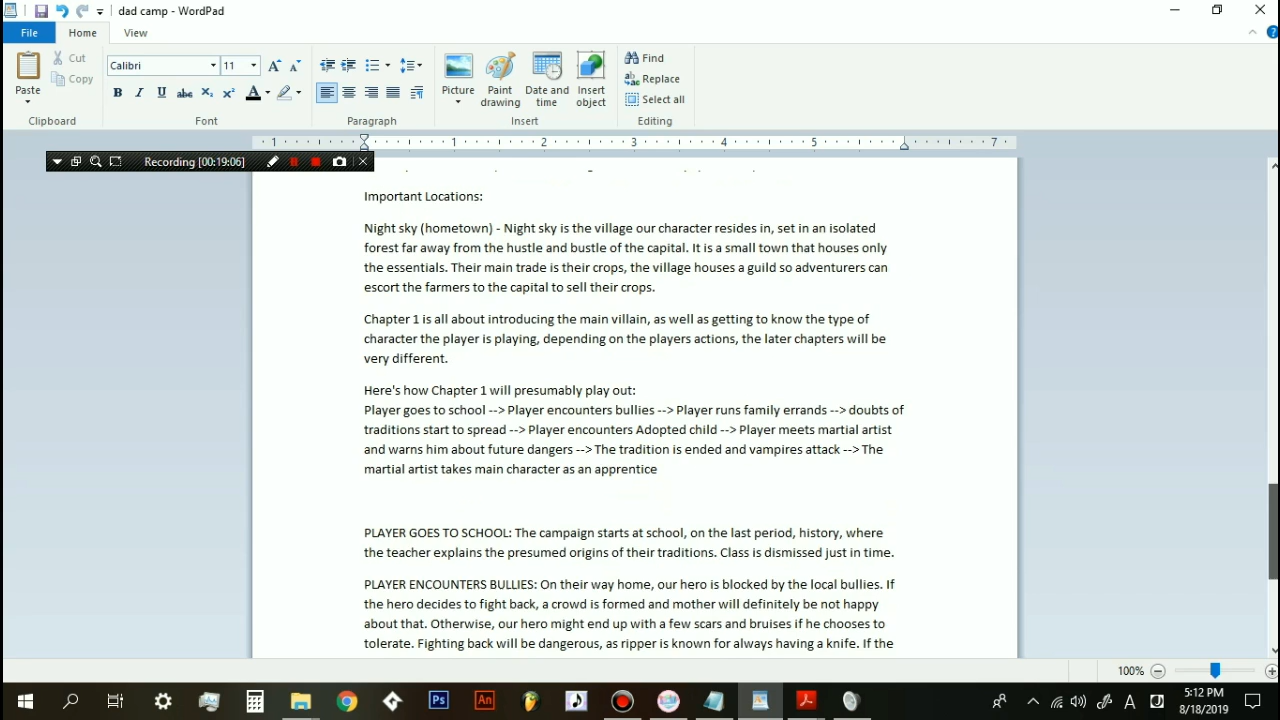 dad camp - WordPad
File
Home
View
Paste
Cut
Copy
Clipboard
Calibri
11
A
A
B I U abc X₂ X² A
Font
Paragraph
Picture
Paint drawing
Date and time
Insert object
Insert
Find
Replace
Select all
Editing
1 1 2 3 4 5 7
Recording [00:19:06]
Important Locations:
Night sky (hometown) - Night sky is the village our character resides in, set in an isolated
forest far away from the hustle and bustle of the capital. It is a small town that houses only
the essentials. Their main trade is their crops, the village houses a guild so adventurers can
escort the farmers to the capital to sell their crops.
Chapter 1 is all about introducing the main villain, as well as getting to know the type of
character the player is playing, depending on the players actions, the later chapters will be
very different.
Here's how Chapter 1 will presumably play out:
Player goes to school --> Player encounters bullies --> Player runs family errands --> doubts of
traditions start to spread --> Player encounters Adopted child --> Player meets martial artist
and warns him about future dangers --> The tradition is ended and vampires attack --> The
martial artist takes main character as an apprentice
PLAYER GOES TO SCHOOL: The campaign starts at school, on the last period, history, where
the teacher explains the presumed origins of their traditions. Class is dismissed just in time.
PLAYER ENCOUNTERS BULLIES: On their way home, our hero is blocked by the local bullies. If
the hero decides to fight back, a crowd is formed and mother will definitely be not happy
about that. Otherwise, our hero might end up with a few scars and bruises if he chooses to
tolerate. Fighting back will be dangerous, as ripper is known for always having a knife. If the
100%
Ps
An
A
5:12 PM
8/18/2019